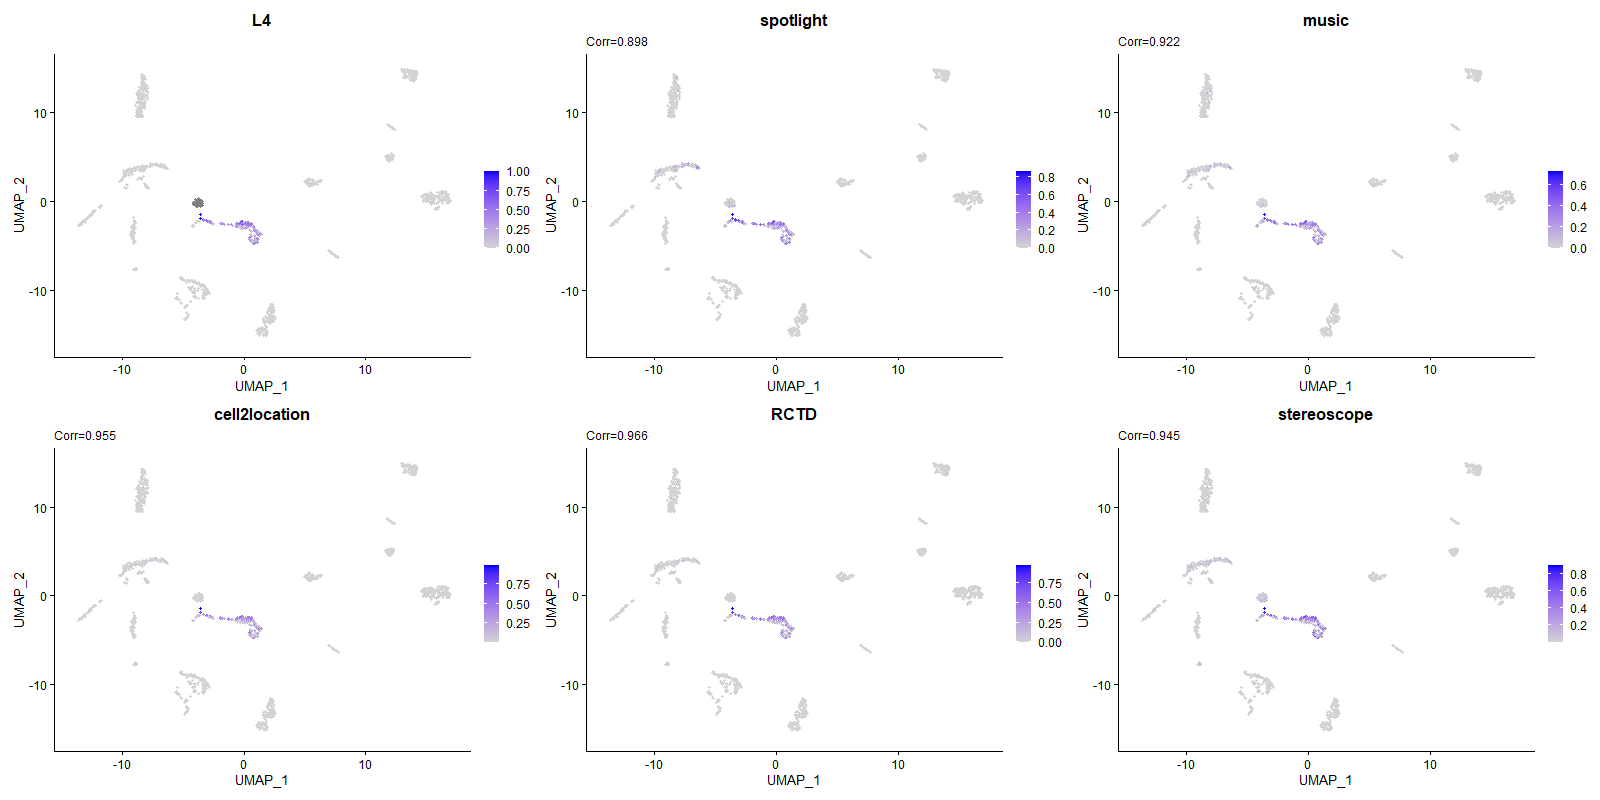 L4
UMAP_2
10
0
-10
-10
0
10
UMAP_1
1.00
0.75
0.50
0.25
0.00
spotlight
Corr=0.898
UMAP_2
10
0
-10
-10
0
10
UMAP_1
0.8
0.6
0.4
0.2
0.0
music
Corr=0.922
UMAP_2
10
0
-10
-10
0
10
UMAP_1
0.6
0.4
0.2
0.0
cell2location
Corr=0.955
UMAP_2
10
0
-10
-10
0
10
UMAP_1
0.75
0.50
0.25
RCTD
Corr=0.966
UMAP_2
10
0
-10
-10
0
10
UMAP_1
0.75
0.50
0.25
0.00
stereoscope
Corr=0.945
UMAP_2
10
0
-10
-10
0
10
UMAP_1
0.8
0.6
0.4
0.2